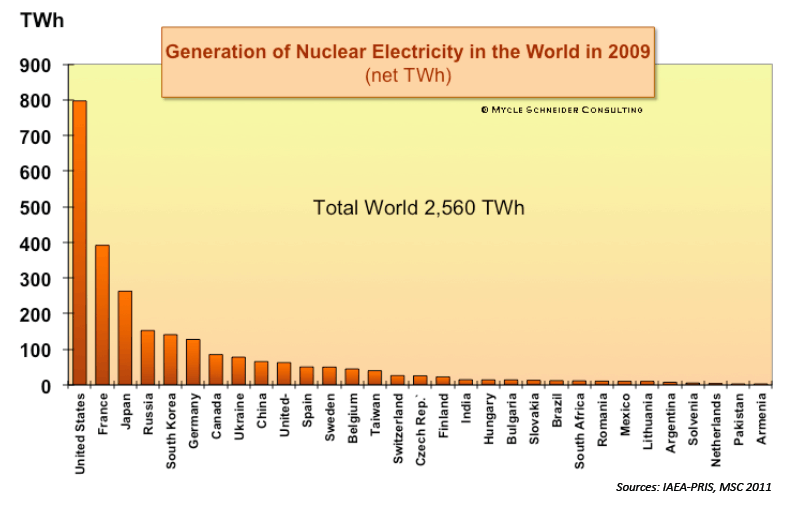 TWh
Generation of Nuclear Electricity in the World in 2009
(net TWh)
© Mycle Schneider Consulting
Total World 2,560 TWh
900
800
700
600
500
400
300
200
100
0
United States
France
Japan
Russia
South Korea
Germany
Canada
Ukraine
China
United-
Spain
Sweden
Belgium
Taiwan
Switzerland
Czech Rep.`
Finland
India
Hungary
Bulgaria
Slovakia
Brazil
South Africa
Romania
Mexico
Lithuania
Argentina
Solvenia
Netherlands
Pakistan
Armenia
Sources: IAEA-PRIS, MSC 2011